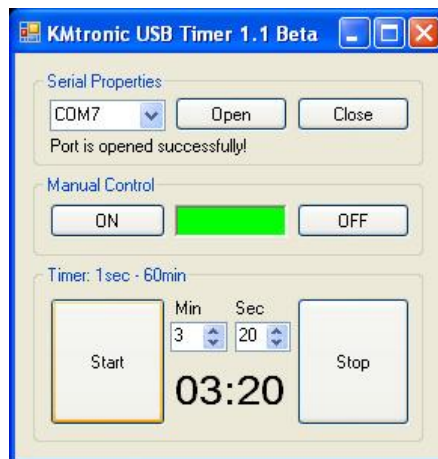 KMtronic USB Timer 1.1 Beta
Serial Properties
COM7 Open Close
Port is opened successfully!
Manual Control
ON OFF
Timer: 1sec - 60min
Min Sec
3 20
Start Stop
03:20